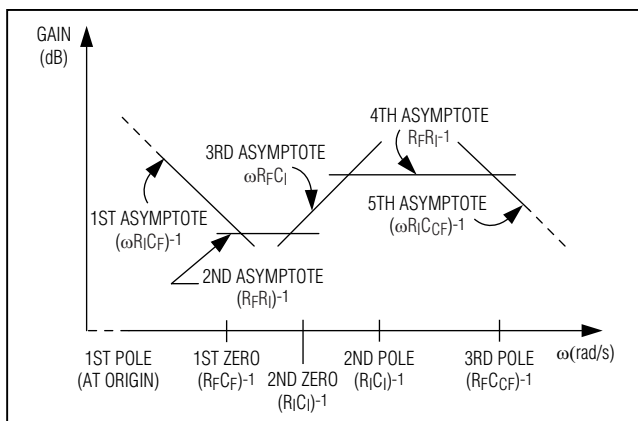 GAIN
(dB)
4TH ASYMPTOTE
RFRI-1
3RD ASYMPTOTE
ωRFCI
1ST ASYMPTOTE
(ωRICF)-1
5TH ASYMPTOTE
(ωRICCF)-1
2ND ASYMPTOTE
(RFRI)-1
1ST POLE
(AT ORIGIN)
1ST ZERO
(RFCF)-1
2ND ZERO
(RICI)-1
2ND POLE
(RICI)-1
3RD POLE
(RFCCF)-1
ω(rad/s)